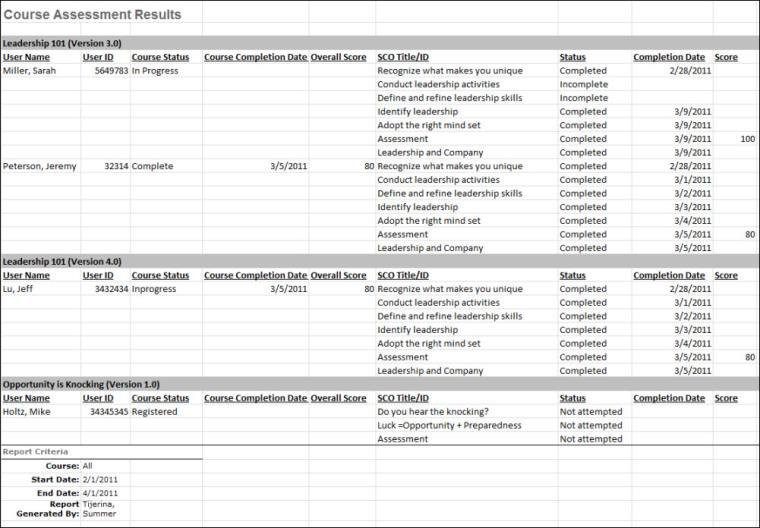 Course Assessment Results
Leadership 101 (Version 3.0)
User Name User ID Course Status Course Completion Date Overall Score SCO Title/ID Status Completion Date Score
Miller, Sarah 5649783 In Progress Recognize what makes you unique Completed 2/28/2011
Conduct leadership activities Incomplete
Define and refine leadership skills Incomplete
Identify leadership Completed 3/9/2011
Adopt the right mind set Completed 3/9/2011
Assessment Completed 3/9/2011 100
Leadership and Company Completed 3/9/2011
Peterson, Jeremy 32314 Complete 3/5/2011 80 Recognize what makes you unique Completed 2/28/2011
Conduct leadership activities Completed 3/1/2011
Define and refine leadership skills Completed 3/2/2011
Identify leadership Completed 3/3/2011
Adopt the right mind set Completed 3/4/2011
Assessment Completed 3/5/2011 80
Leadership and Company Completed 3/5/2011
Leadership 101 (Version 4.0)
User Name User ID Course Status Course Completion Date Overall Score SCO Title/ID Status Completion Date Score
Lu, Jeff 3432434 Inprogress 3/5/2011 80 Recognize what makes you unique Completed 2/28/2011
Conduct leadership activities Completed 3/1/2011
Define and refine leadership skills Completed 3/2/2011
Identify leadership Completed 3/3/2011
Adopt the right mind set Completed 3/4/2011
Assessment Completed 3/5/2011 80
Leadership and Company Completed 3/5/2011
Opportunity is Knocking (Version 1.0)
User Name User ID Course Status Course Completion Date Overall Score SCO Title/ID Status Completion Date Score
Holtz, Mike 34345345 Registered Do you hear the knocking? Not attempted
Luck =Opportunity + Preparedness Not attempted
Assessment Not attempted
Report Criteria
Course: All
Start Date: 2/1/2011
End Date: 4/1/2011
Report Tijerina,
Generated By: Summer